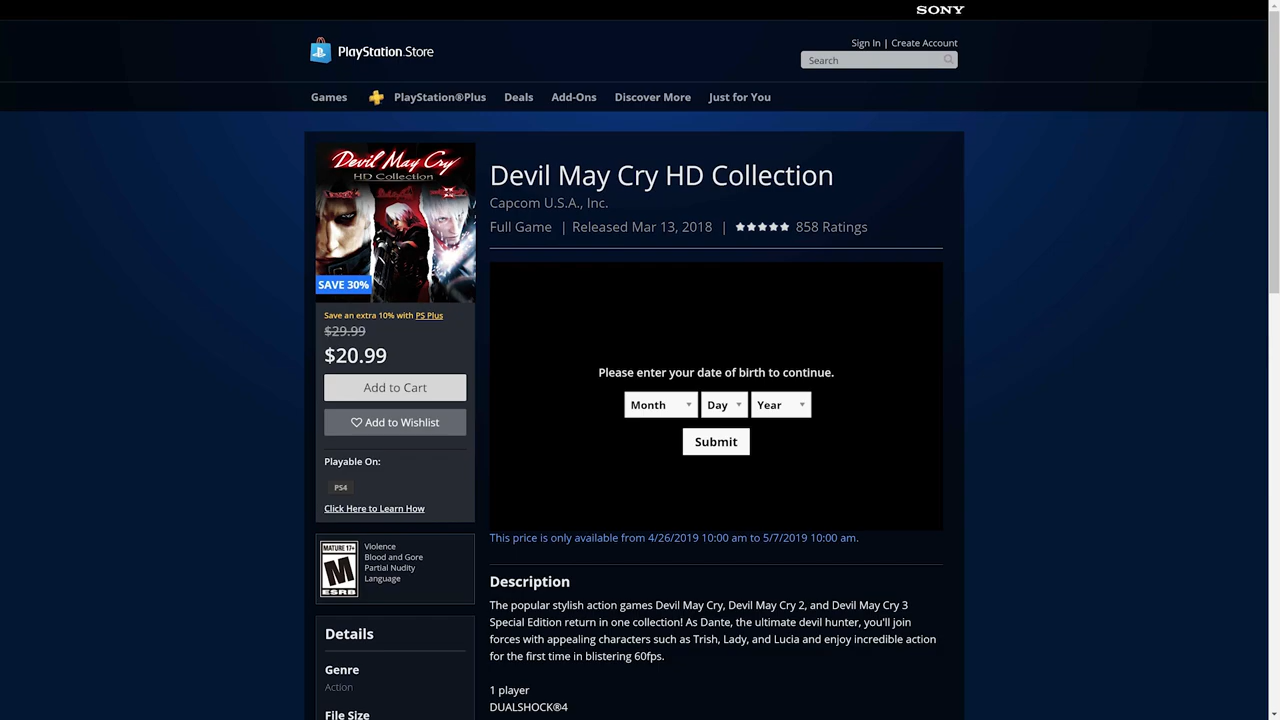 SONY
PlayStation.Store
Sign In | Create Account
Search
Games PlayStation®Plus Deals Add-Ons Discover More Just for You
Devil May Cry
HD Collection
SAVE 30%
Save an extra 10% with PS Plus
$29.99
$20.99
Add to Cart
Add to Wishlist
Playable On:
PS4
Click Here to Learn How
MATURE 17+
M
ESRB
Violence
Blood and Gore
Partial Nudity
Language
Details
Genre
Action
File Size
Devil May Cry HD Collection
Capcom U.S.A., Inc.
Full Game | Released Mar 13, 2018 | 858 Ratings
Please enter your date of birth to continue.
Month Day Year
Submit
This price is only available from 4/26/2019 10:00 am to 5/7/2019 10:00 am.
Description
The popular stylish action games Devil May Cry, Devil May Cry 2, and Devil May Cry 3
Special Edition return in one collection! As Dante, the ultimate devil hunter, you'll join
forces with appealing characters such as Trish, Lady, and Lucia and enjoy incredible action
for the first time in blistering 60fps.
1 player
DUALSHOCK®4